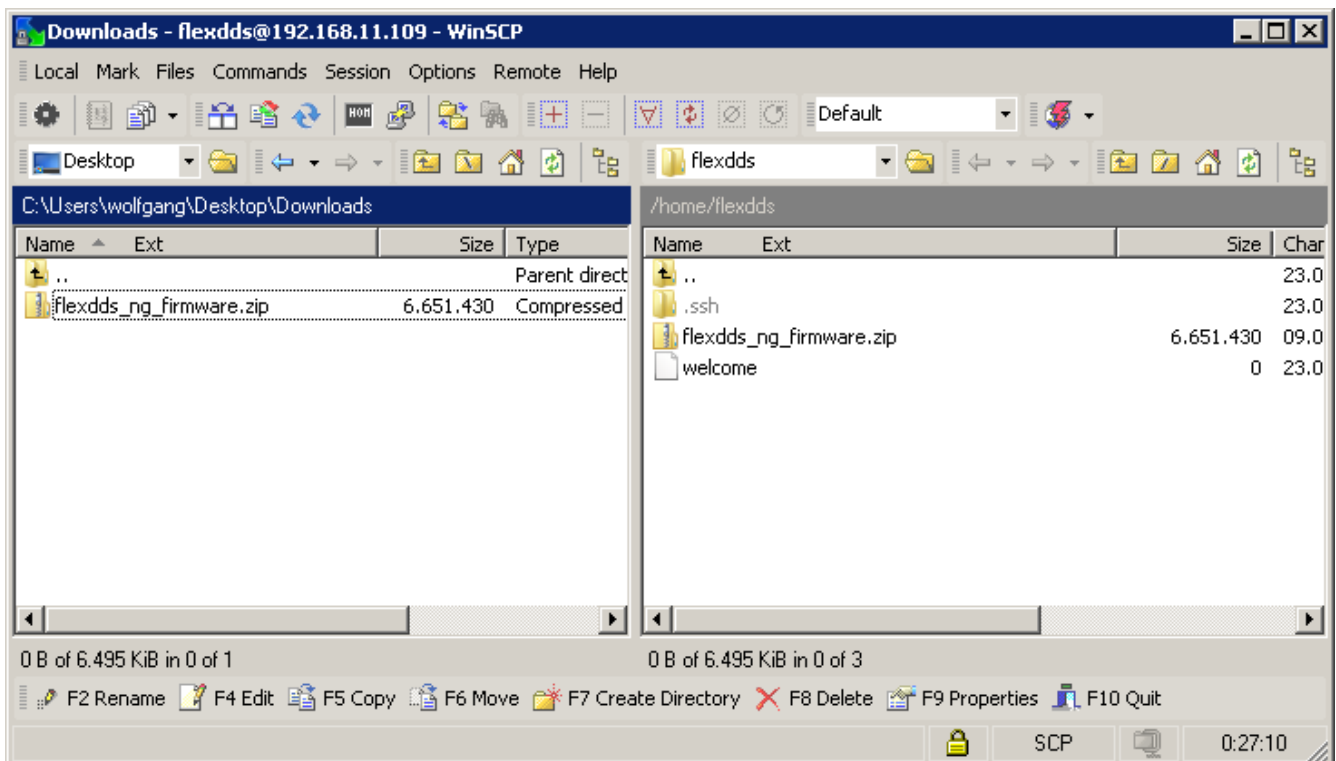 Downloads - flexdds@192.168.11.109 - WinSCP
Local Mark Files Commands Session Options Remote Help
Default
Desktop
flexdds
C:\Users\wolfgang\Desktop\Downloads
/home/flexdds
Name Ext Size Type
Name Ext Size Char
.. Parent direct
.. 23.0
flexdds_ng_firmware.zip 6.651.430 Compressed
.ssh 23.0
flexdds_ng_firmware.zip 6.651.430 09.0
welcome 0 23.0
0 B of 6.495 KiB in 0 of 1
0 B of 6.495 KiB in 0 of 3
F2 Rename F4 Edit F5 Copy F6 Move F7 Create Directory F8 Delete F9 Properties F10 Quit
SCP 0:27:10